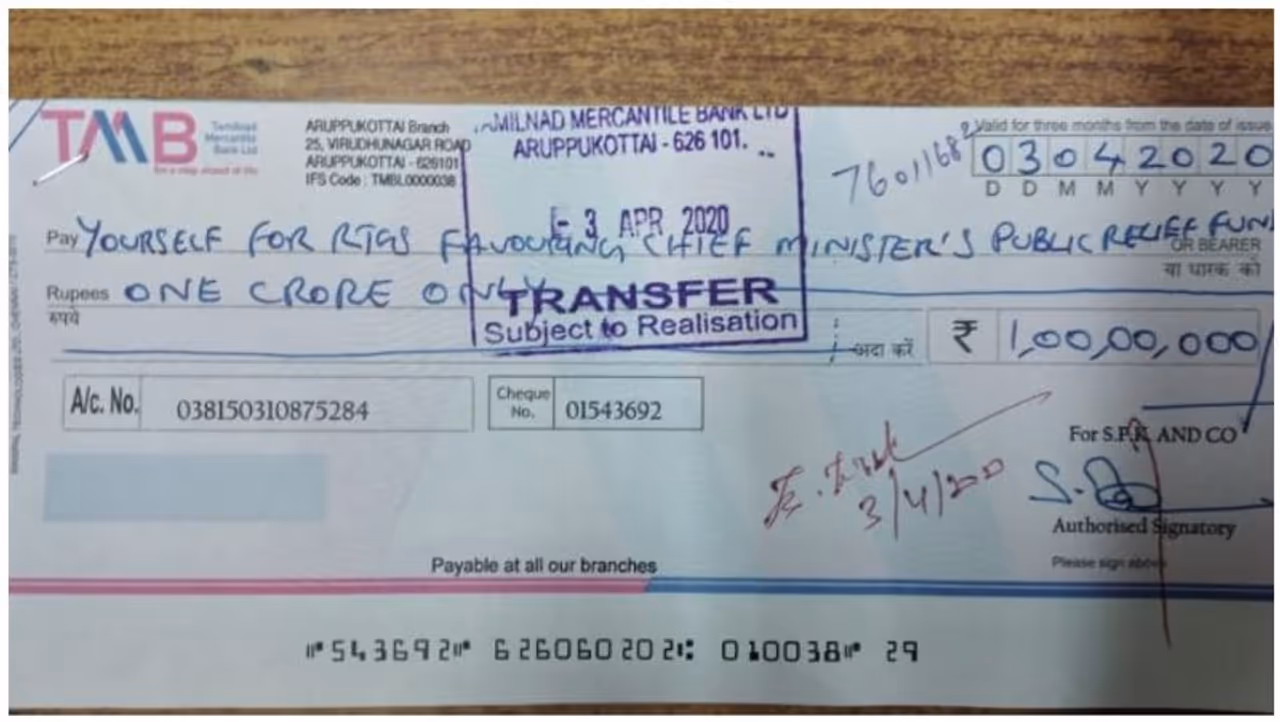 TMB Tamilnad Mercantile Bank Ltd
be a step ahead of life
ARUPPUKOTTAI Branch
25, VIRUDHUNAGAR ROAD
ARUPPUKOTTAI - 626101
IFS Code : TMBL0000038
TAMILNAD MERCANTILE BANK LTD
ARUPPUKOTTAI - 626 101.
- 3 APR 2020
TRANSFER
Subject to Realisation
760116882
Valid for three months from the date of issue
03042020
D D M M Y Y Y Y
Pay YOURSELF FOR RTGS FAVOURING CHIEF MINISTER'S PUBLIC RELIEF FUND
OR BEARER
या धारक को
Rupees ONE CRORE ONLY
रुपये
अदा करें
₹ 1,00,00,000
A/c. No. 038150310875284
Cheque No. 01543692
For S.P.K. AND CO
3/4/20
Authorised Signatory
Please sign above
Payable at all our branches
⑈543692⑈ 626060202⑆ 010038⑈ 29